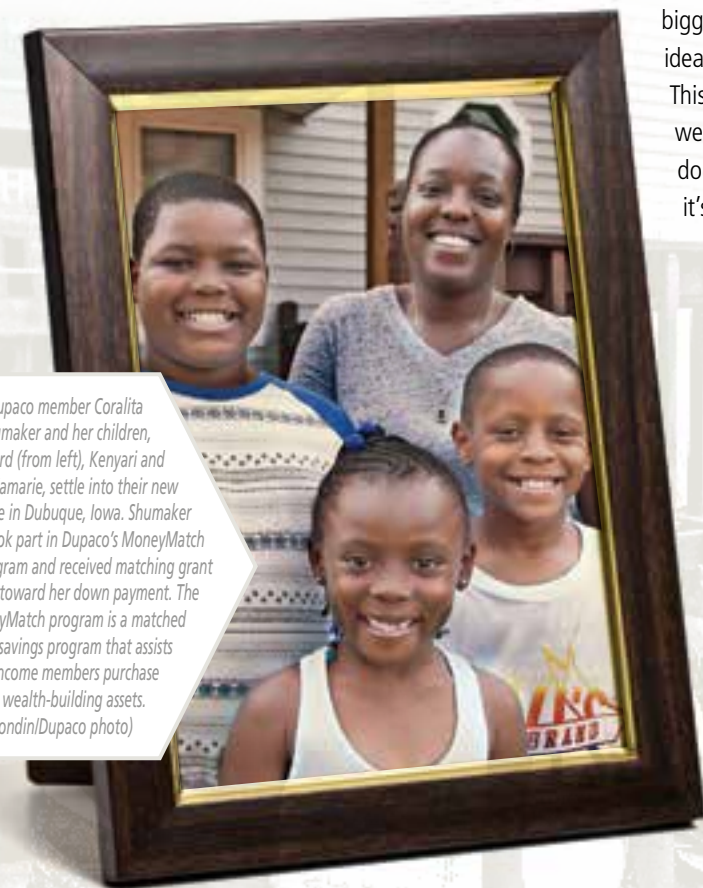 bigg
idea
This
we
do
it's
upaco member Coralita
umaker and her children,
rd (from left), Kenyari and
amarie, settle into their new
e in Dubuque, Iowa. Shumaker
ok part in Dupaco's MoneyMatch
gram and received matching grant
toward her down payment. The
yMatch program is a matched
savings program that assists
ncome members purchase
wealth-building assets.
ondin/Dupaco photo)
BRAND